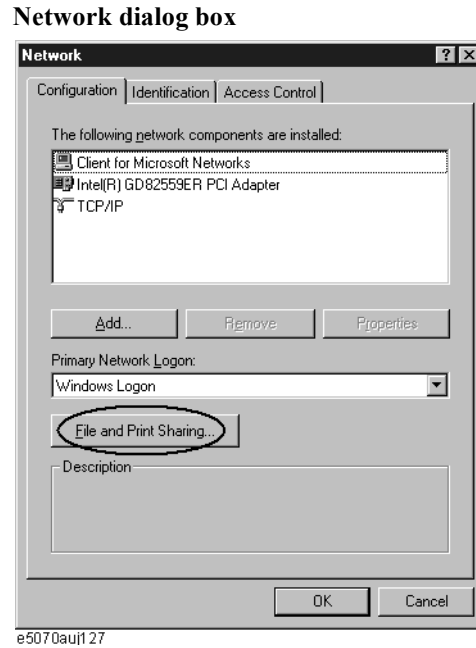 Network dialog box
Network
Configuration Identification Access Control
The following network components are installed:
Client for Microsoft Networks
Intel(R) GD82559ER PCI Adapter
TCP/IP
Add... Remove Properties
Primary Network Logon:
Windows Logon
File and Print Sharing...
Description
OK Cancel
e5070auj127